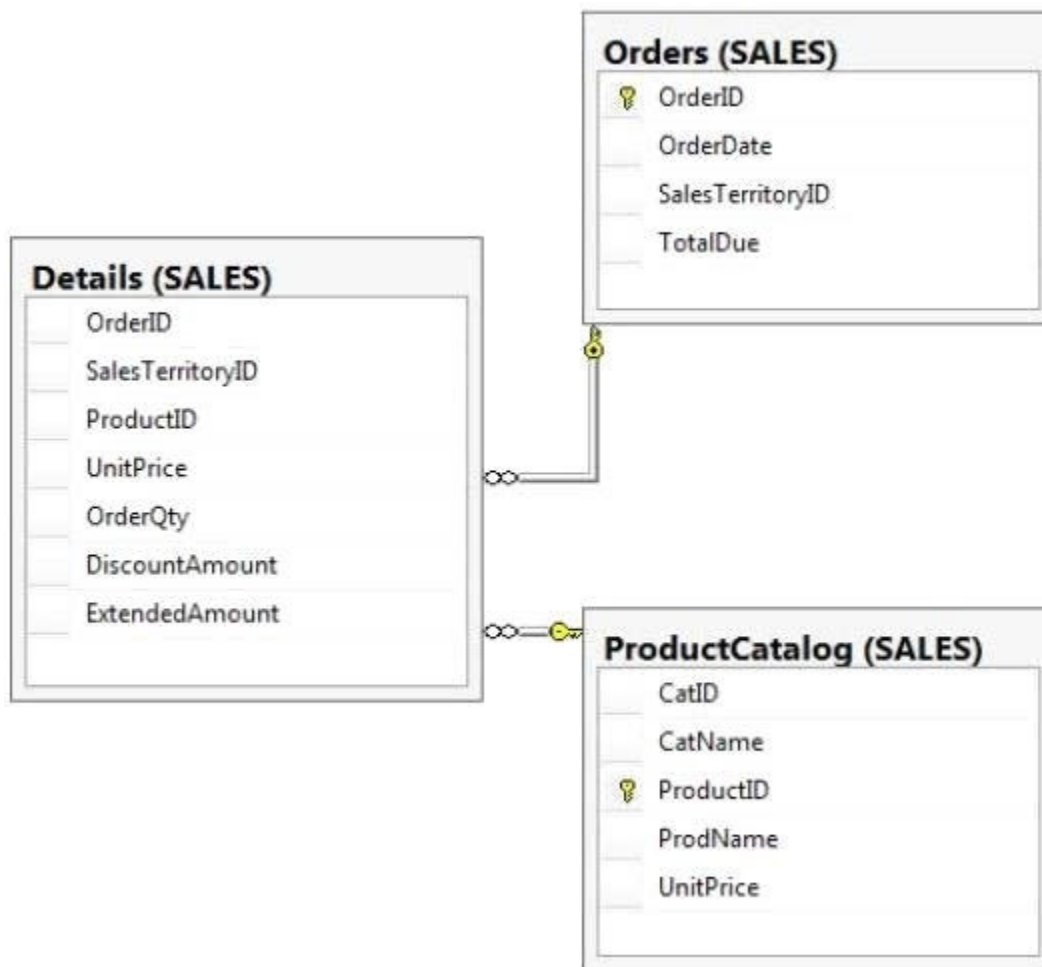 Orders (SALES)
OrderID
OrderDate
SalesTerritoryID
TotalDue
Details (SALES)
OrderID
SalesTerritoryID
ProductID
UnitPrice
OrderQty
DiscountAmount
ExtendedAmount
ProductCatalog (SALES)
CatID
CatName
ProductID
ProdName
UnitPrice